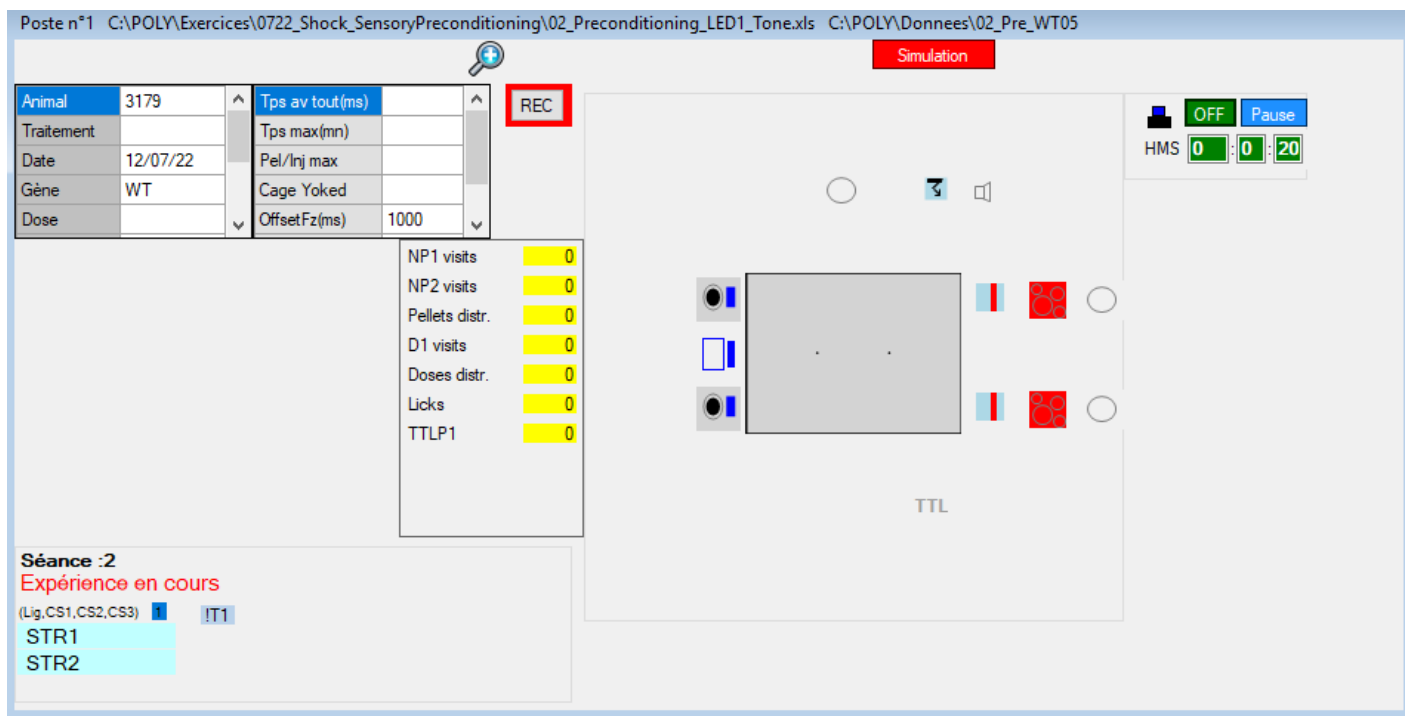 Poste n°1 C:\POLY\Exercices\0722_Shock_SensoryPreconditioning\02_Preconditioning_LED1_Tone.xls C:\POLY\Donnees\02_Pre_WT05
Simulation
Animal 3179 Tps av tout(ms)
Traitement Tps max(mn)
Date 12/07/22 Pel/Inj max
Gène WT Cage Yoked
Dose OffsetFz(ms) 1000
REC
OFF Pause
HMS 0 : 0 : 20
NP1 visits 0
NP2 visits 0
Pellets distr. 0
D1 visits 0
Doses distr. 0
Licks 0
TTLP1 0
TTL
Séance :2
Expérience en cours
(Lig,CS1,CS2,CS3) 1 !T1
STR1
STR2